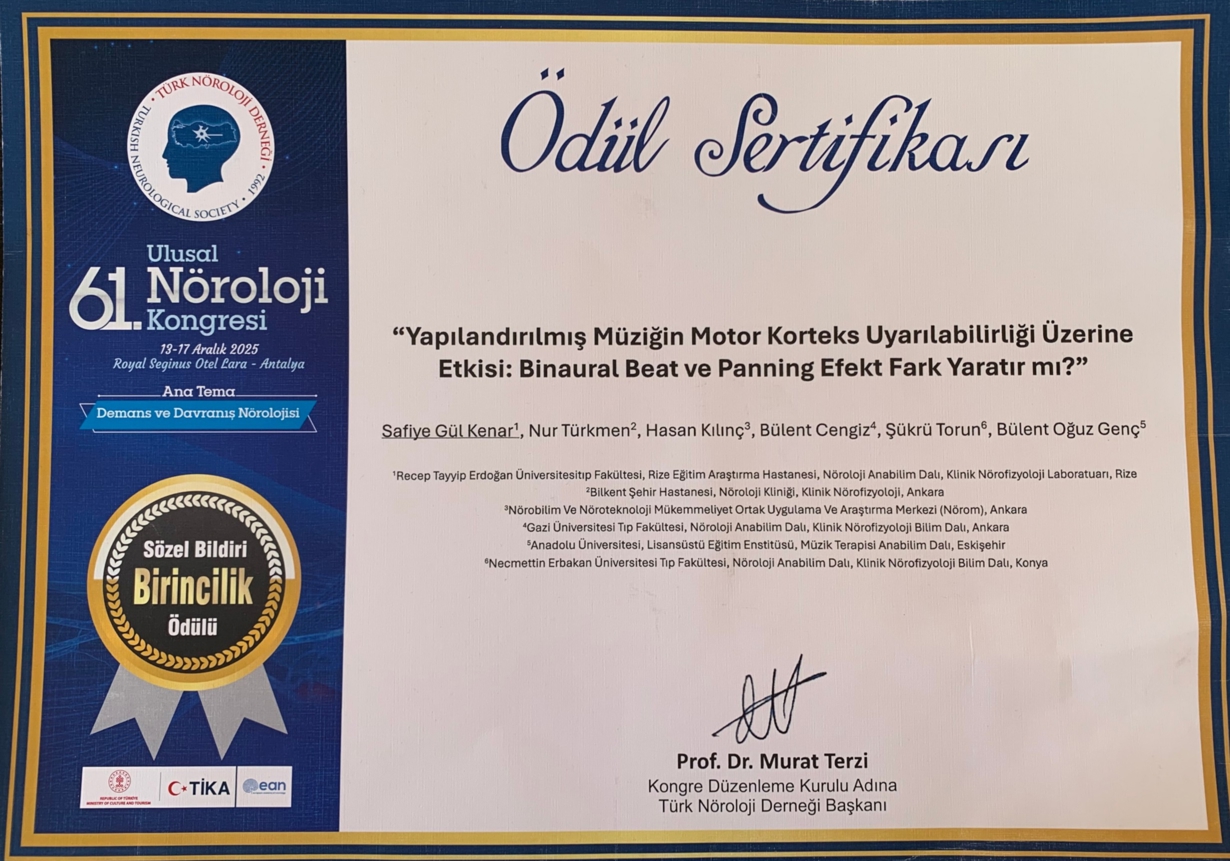 TÜRK NÖROLOJİ DERNEĞİ • 1992 • TURKISH NEUROLOGICAL SOCIETY •
Ulusal
61. Nöroloji
Kongresi
13-17 Aralık 2025
Royal Seginus Otel Lara - Antalya
Ana Tema
Demans ve Davranış Nörolojisi
Sözel Bildiri
Birincilik
Ödülü
REPUBLIC OF TÜRKİYE
MINISTRY OF CULTURE AND TOURISM
TİKA
ean
Ödül Sertifikası
“Yapılandırılmış Müziğin Motor Korteks Uyarılabilirliği Üzerine
Etkisi: Binaural Beat ve Panning Efekt Fark Yaratır mı?”
Safiye Gül Kenar¹, Nur Türkmen², Hasan Kılınç³, Bülent Cengiz⁴, Şükrü Torun⁶, Bülent Oğuz Genç⁵
¹Recep Tayyip Erdoğan Üniversitesitıp Fakültesi, Rize Eğitim Araştırma Hastanesi, Nöroloji Anabilim Dalı, Klinik Nörofizyoloji Laboratuarı, Rize
²Bilkent Şehir Hastanesi, Nöroloji Kliniği, Klinik Nörofizyoloji, Ankara
³Nörobilim Ve Nöroteknoloji Mükemmeliyet Ortak Uygulama Ve Araştırma Merkezi (Nörom), Ankara
⁴Gazi Üniversitesi Tıp Fakültesi, Nöroloji Anabilim Dalı, Klinik Nörofizyoloji Bilim Dalı, Ankara
⁵Anadolu Üniversitesi, Lisansüstü Eğitim Enstitüsü, Müzik Terapisi Anabilim Dalı, Eskişehir
⁶Necmettin Erbakan Üniversitesi Tıp Fakültesi, Nöroloji Anabilim Dalı, Klinik Nörofizyoloji Bilim Dalı, Konya
Prof. Dr. Murat Terzi
Kongre Düzenleme Kurulu Adına
Türk Nöroloji Derneği Başkanı